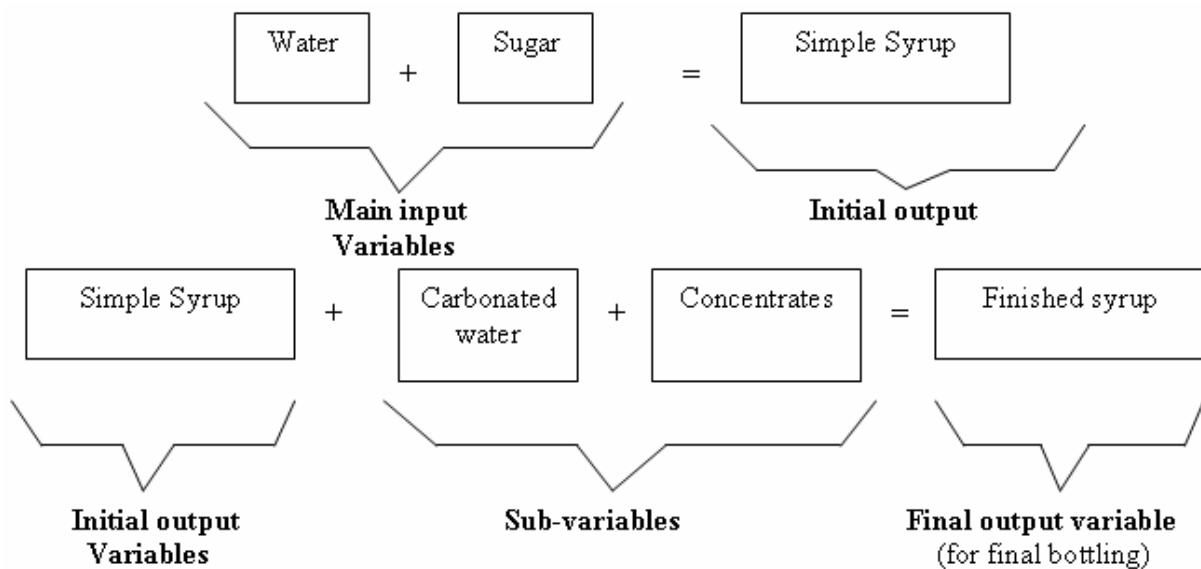 Water + Sugar = Simple Syrup
Main input
Variables
Initial output
Simple Syrup + Carbonated
water + Concentrates = Finished syrup
Initial output
Variables
Sub-variables
Final output variable
(for final bottling)